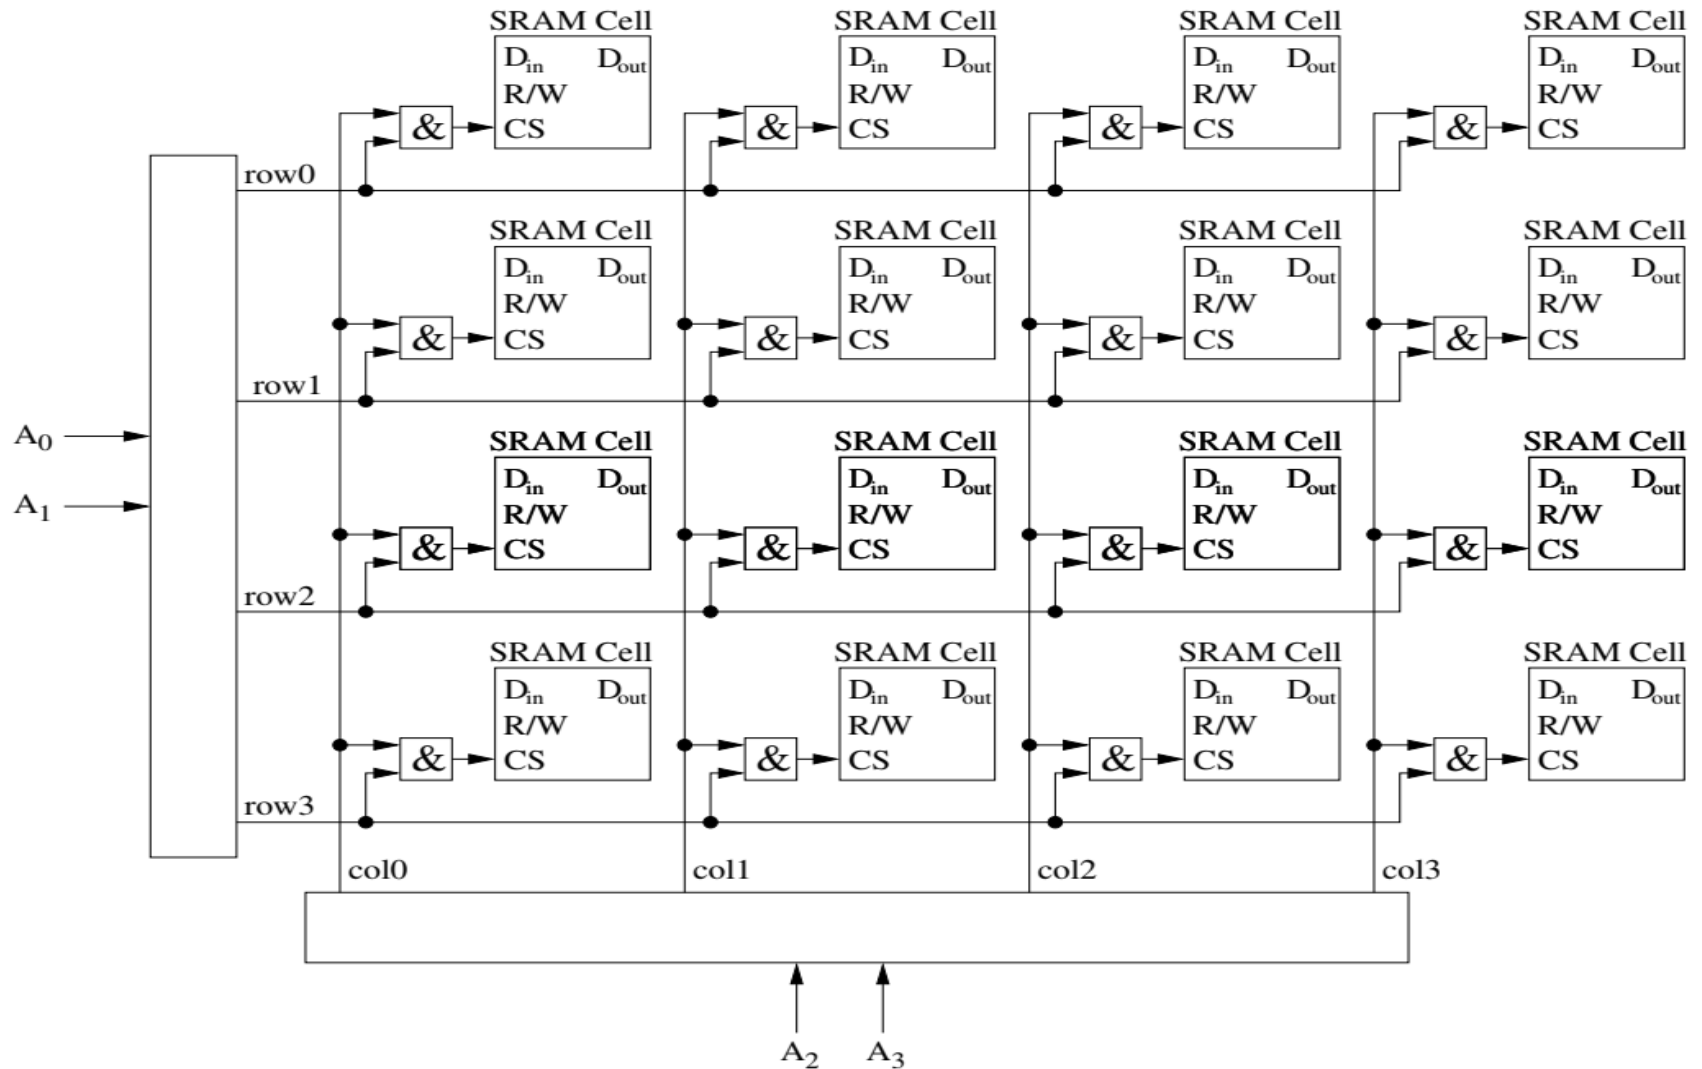 SRAM Cell SRAM Cell SRAM Cell SRAM Cell
Din Dout Din Dout Din Dout Din Dout
R/W R/W R/W R/W
& CS & CS & CS & CS
row0
SRAM Cell SRAM Cell SRAM Cell SRAM Cell
Din Dout Din Dout Din Dout Din Dout
R/W R/W R/W R/W
& CS & CS & CS & CS
row1
A0
SRAM Cell SRAM Cell SRAM Cell SRAM Cell
Din Dout Din Dout Din Dout Din Dout
A1
R/W R/W R/W R/W
& CS & CS & CS & CS
row2
SRAM Cell SRAM Cell SRAM Cell SRAM Cell
Din Dout Din Dout Din Dout Din Dout
R/W R/W R/W R/W
& CS & CS & CS & CS
row3
col0 col1 col2 col3
A2 A3